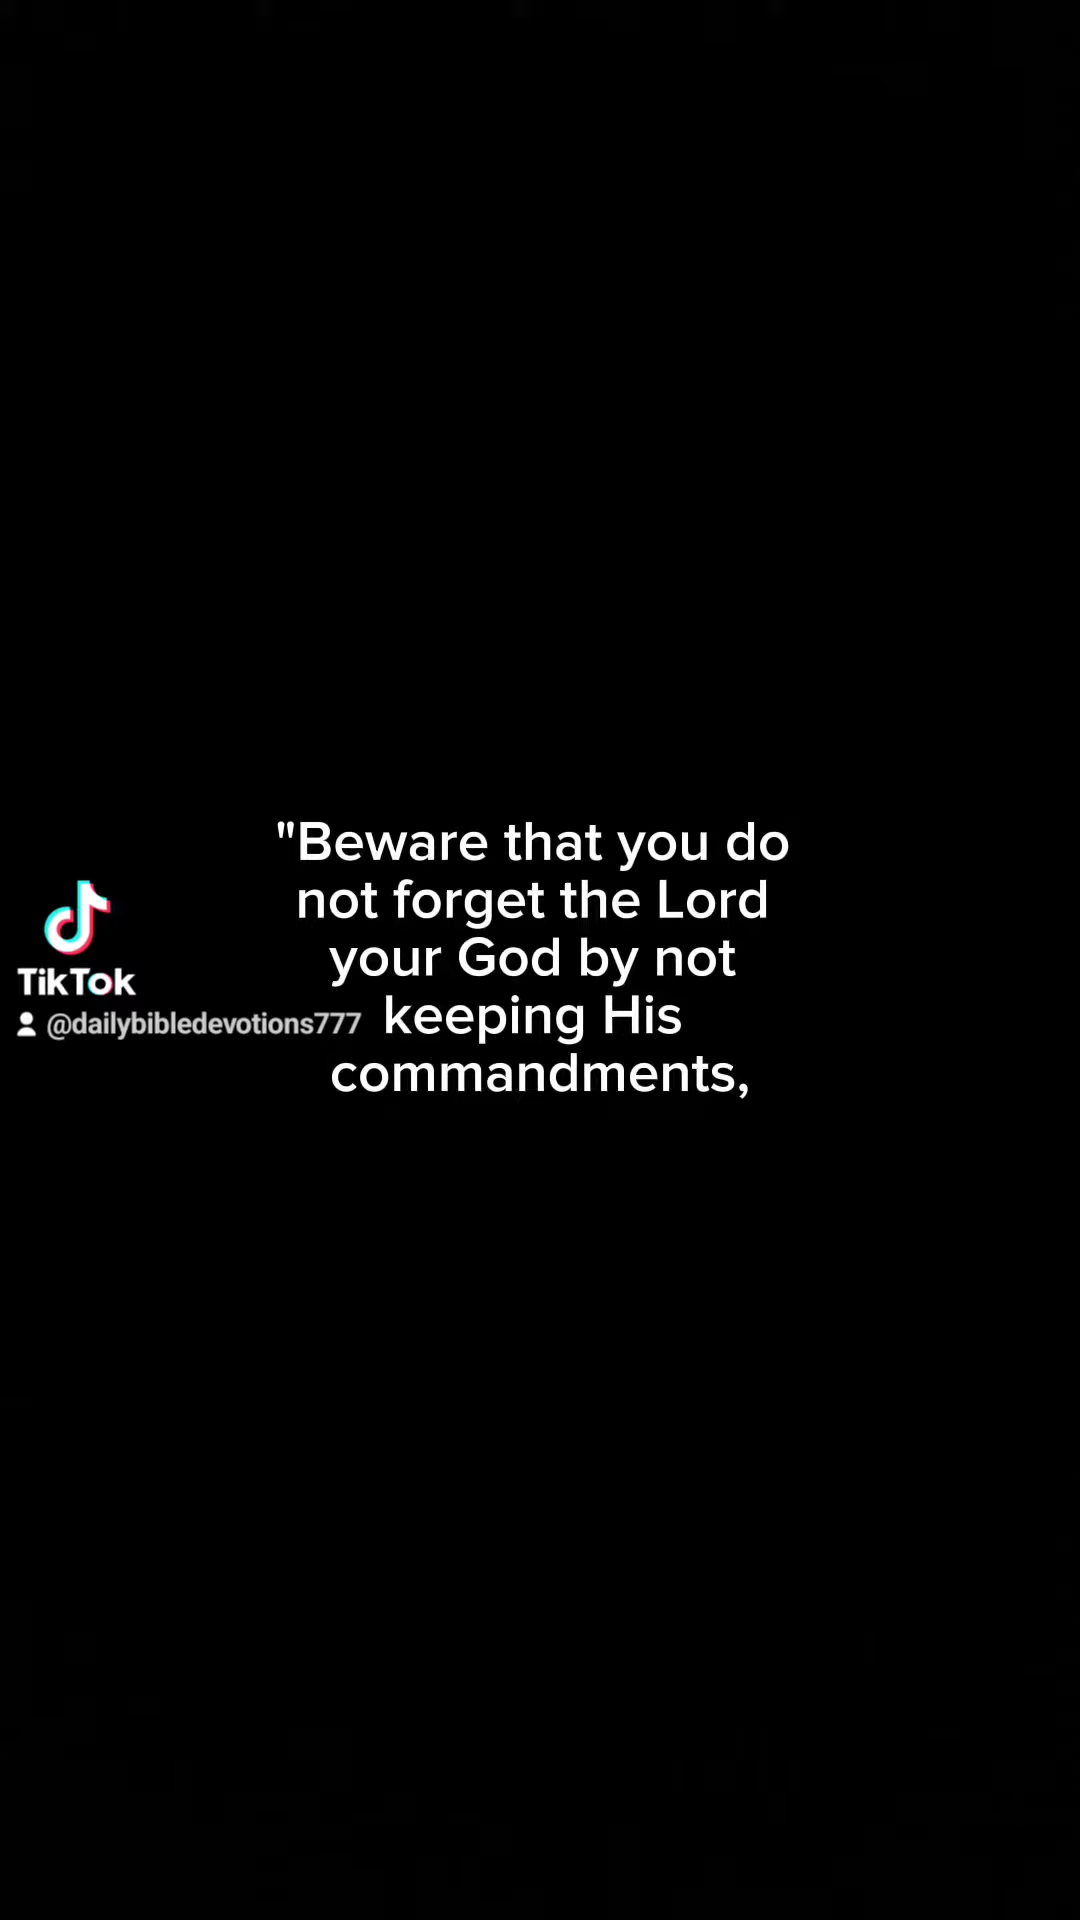 "Beware that you do
not forget the Lord
your God by not
keeping His
commandments,
TikTok
@dailybibledevotions777